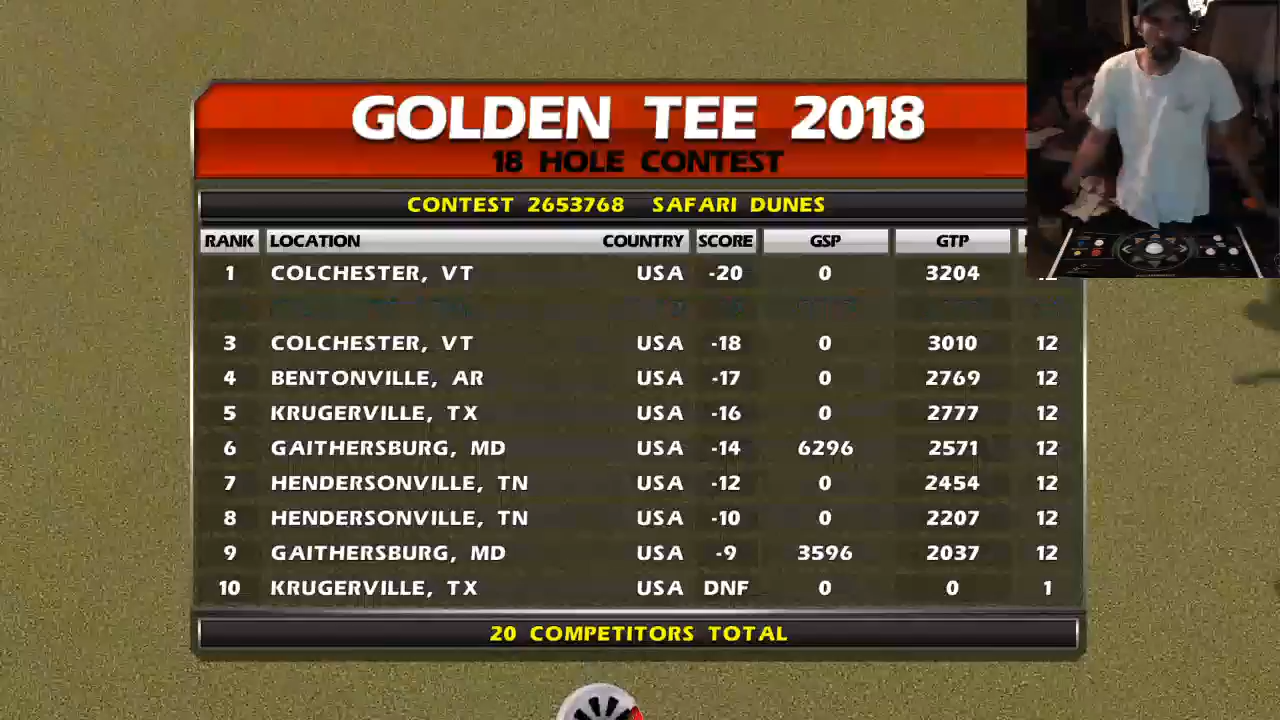 GOLDEN TEE 2018
18 HOLE CONTEST
CONTEST 2653768 SAFARI DUNES
RANK LOCATION COUNTRY SCORE GSP GTP
1 COLCHESTER, VT USA -20 0 3204
3 COLCHESTER, VT USA -18 0 3010 12
4 BENTONVILLE, AR USA -17 0 2769 12
5 KRUGERVILLE, TX USA -16 0 2777 12
6 GAITHERSBURG, MD USA -14 6296 2571 12
7 HENDERSONVILLE, TN USA -12 0 2454 12
8 HENDERSONVILLE, TN USA -10 0 2207 12
9 GAITHERSBURG, MD USA -9 3596 2037 12
10 KRUGERVILLE, TX USA DNF 0 0 1
20 COMPETITORS TOTAL